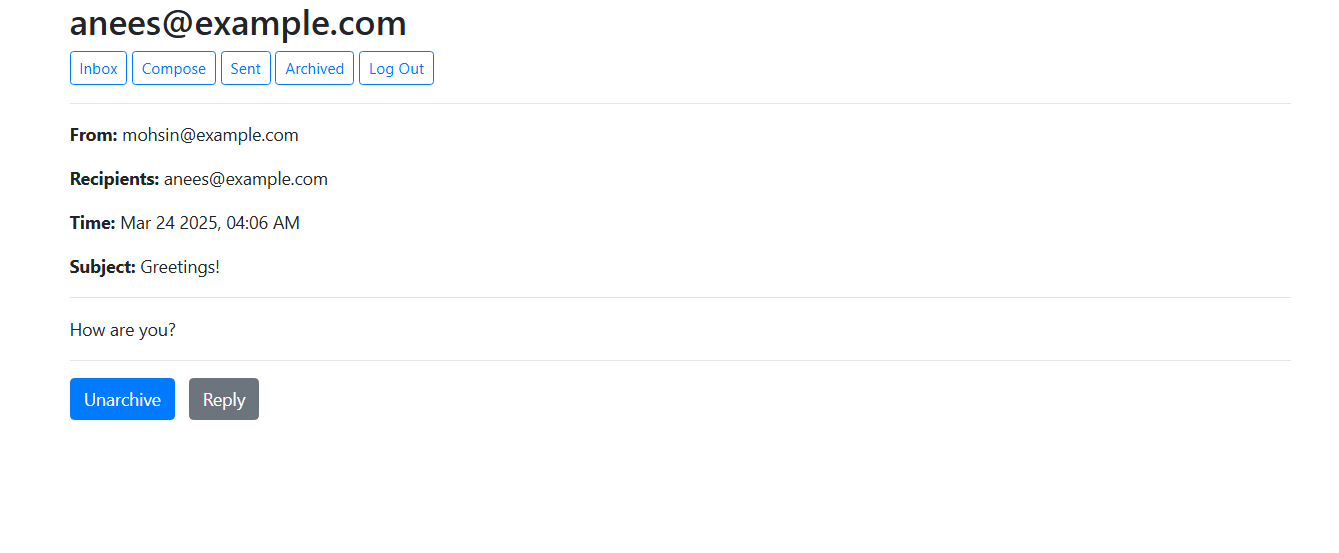 anees@example.com
Inbox Compose Sent Archived Log Out
From: mohsin@example.com
Recipients: anees@example.com
Time: Mar 24 2025, 04:06 AM
Subject: Greetings!
How are you?
Unarchive Reply